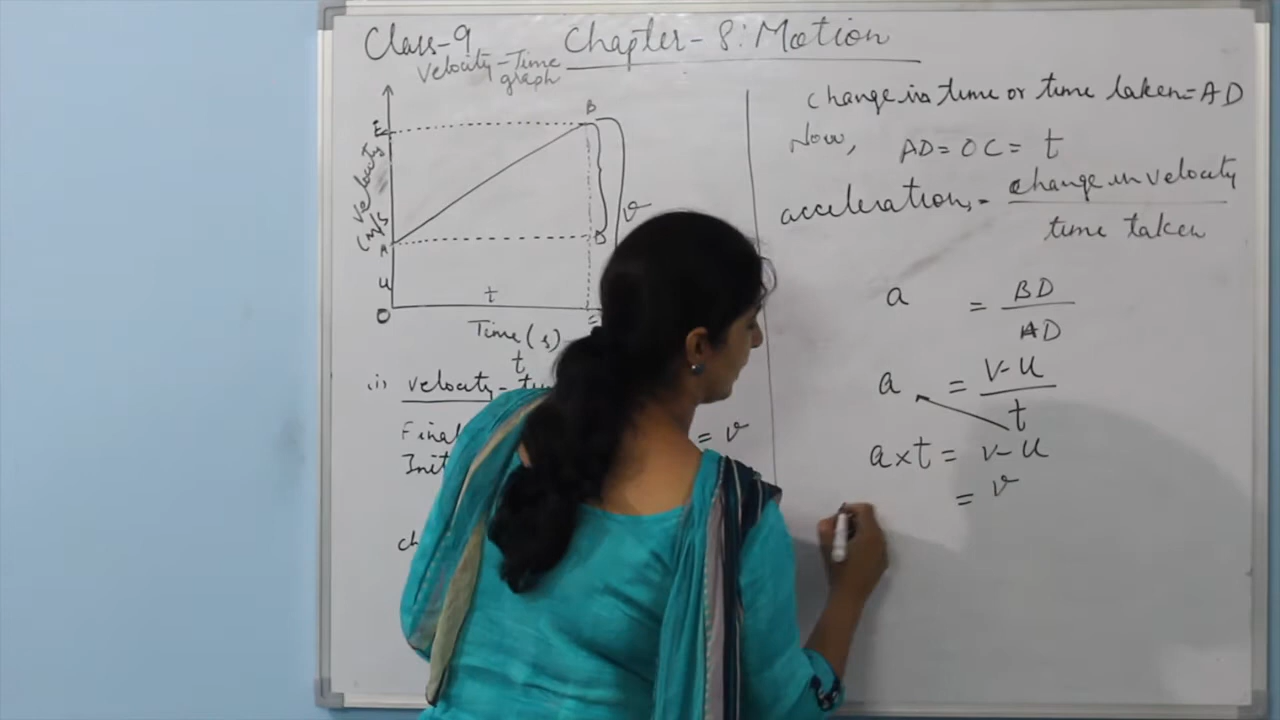 Class-9 Chapter-8: Motion
Velocity-Time
graph
E
B
Velocity
(m/s
A
D
v
u
O
t
Time(s)
t
(i) velocity-
Final
= v
change in time or time taken = AD
Now, AD = OC = t
acceleration, = change in velocity
time taken
a = BD
AD
a = v-u
t
a×t = v-u
= v